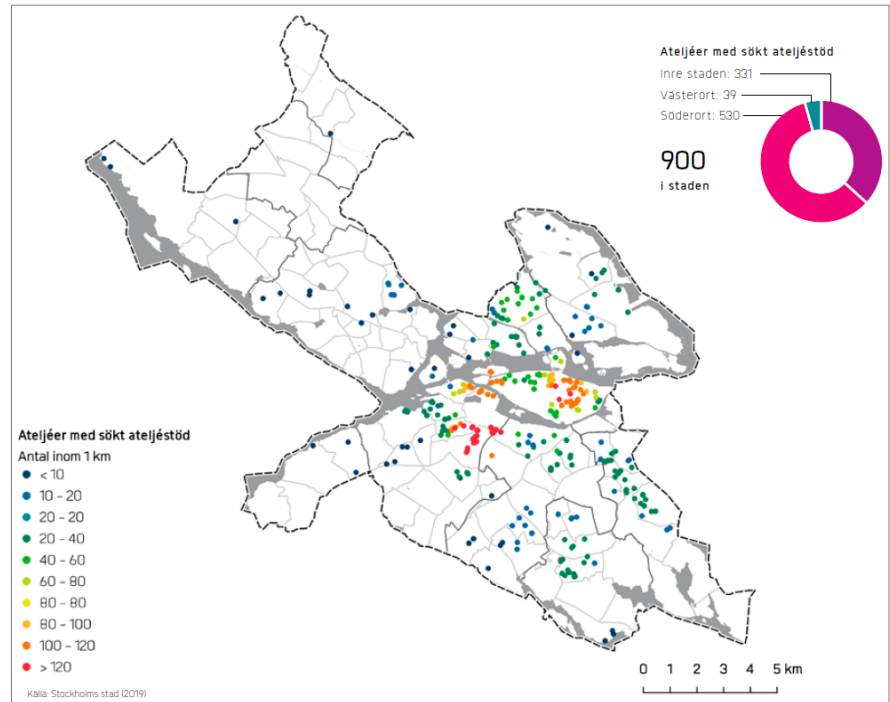 Ateljéer med sökt ateljéstöd
Inre staden: 331
Västerort: 39
Söderort: 530
900
i staden
Ateljéer med sökt ateljéstöd
Antal inom 1 km
< 10
10 - 20
20 - 20
20 - 40
40 - 60
60 - 80
80 - 80
80 - 100
100 - 120
> 120
0 1 2 3 4 5 km
Källa: Stockholms stad (2019)